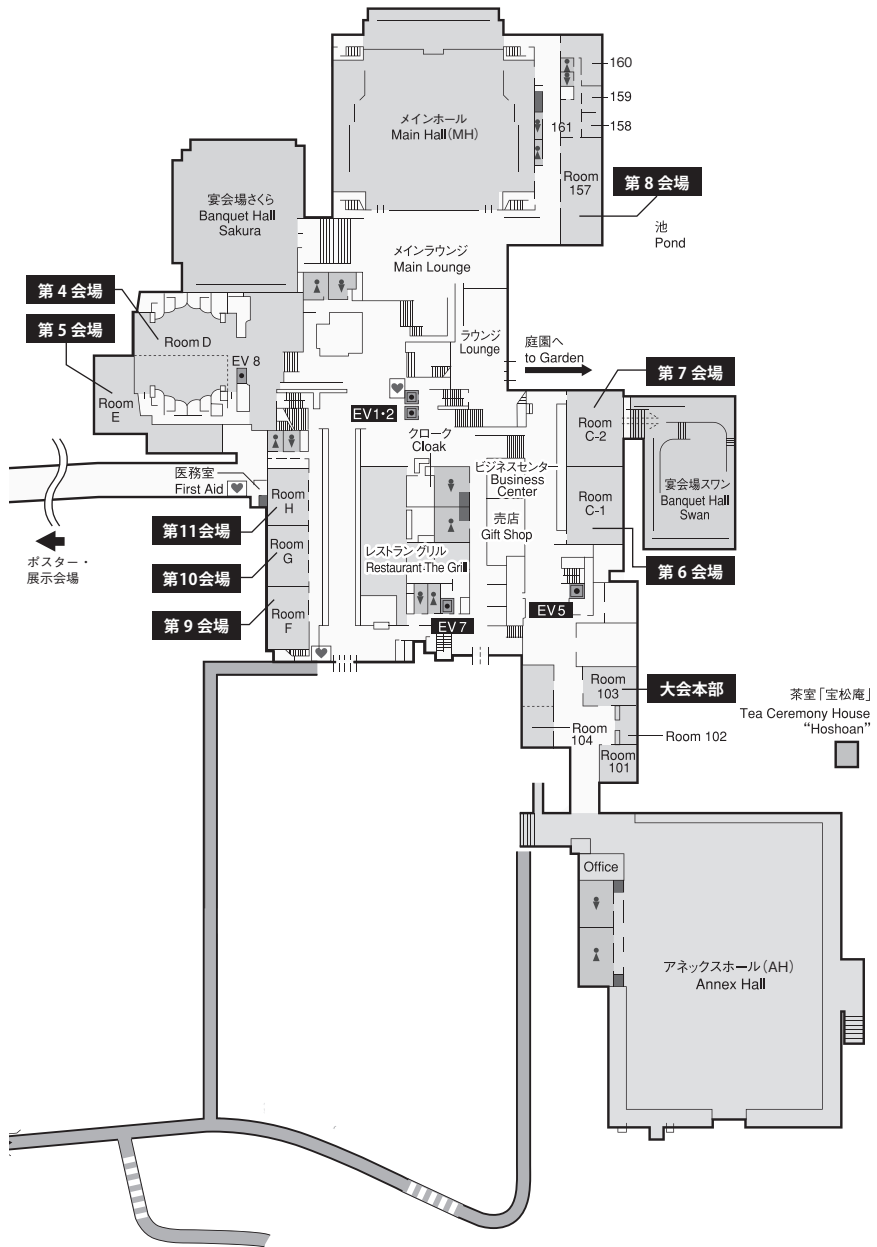 160
159
158
161
メインホール
Main Hall(MH)
Room
157
第８会場
池
Pond
宴会場さくら
Banquet Hall
Sakura
メインラウンジ
Main Lounge
第４会場
第５会場
Room D
EV 8
Room
E
ラウンジ
Lounge
庭園へ
to Garden
第７会場
EV1・2
クローク
Cloak
Room
C-2
ビジネスセンター
Business
Center
宴会場スワン
Banquet Hall
Swan
医務室
First Aid
Room
H
Room
C-1
売店
Gift Shop
第11会場
Room
G
レストラン グリル
Restaurant The Grill
ポスター・
展示会場
第10会場
第６会場
第９会場
Room
F
EV 7
EV 5
Room
103
大会本部
茶室「宝松庵」
Tea Ceremony House
“Hoshoan”
Room
104
Room 102
Room
101
Office
アネックスホール(AH)
Annex Hall